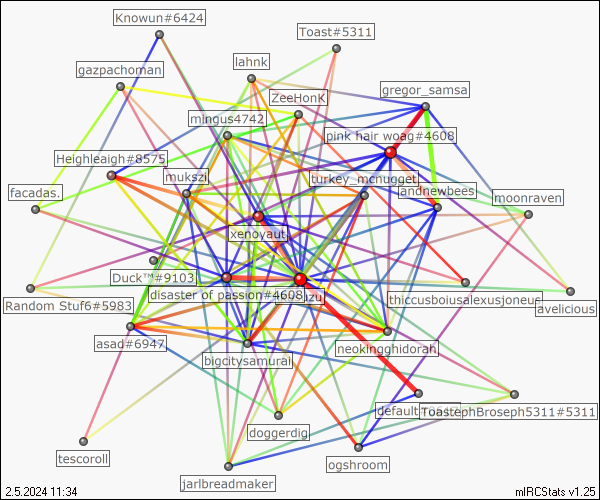 Knowun#6424
Toast#5311
lahnk
gazpachoman
gregor_samsa
ZeeHonK
mingus4742
pink hair woag#4608
Heighleaigh#8575
mukszi
turkey_mcnugget
andnewbees
facadas.
moonraven
xenoyaut
Duck™#9103
disaster of passion#4608
thiccusboiusalexusjoneus
avelicious
Random Stuf6#5983
asad#6947
neokingghidorah
bigcitysamurai
default
ToastephBroseph5311#5311
doggerdig
tescoroll
ogshroom
jarlbreadmaker
2.5.2024 11:34
mIRCStats v1.25